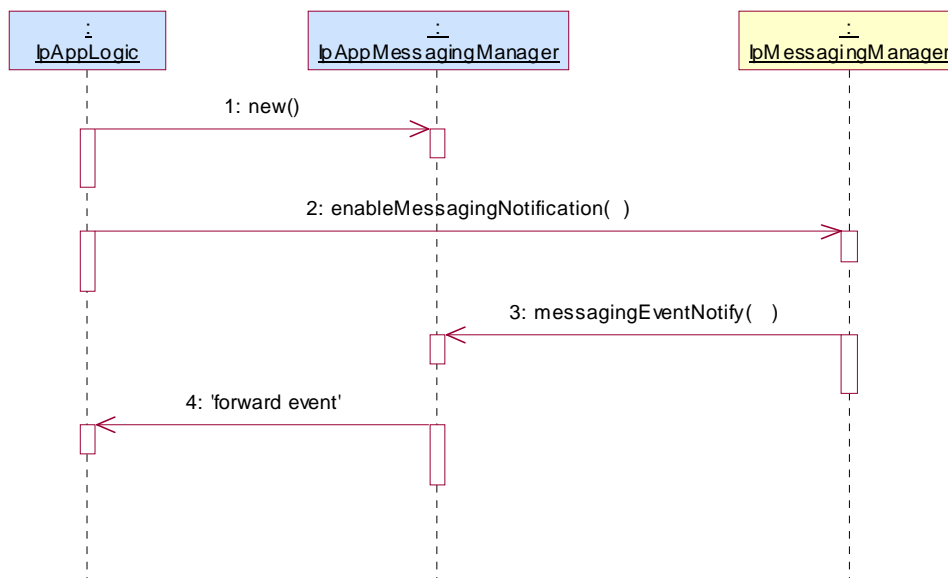 :
IpAppLogic
:
IpAppMessagingManager
:
IpMessagingManager
1: new()
2: enableMessagingNotification( )
3: messagingEventNotify( )
4: 'forward event'